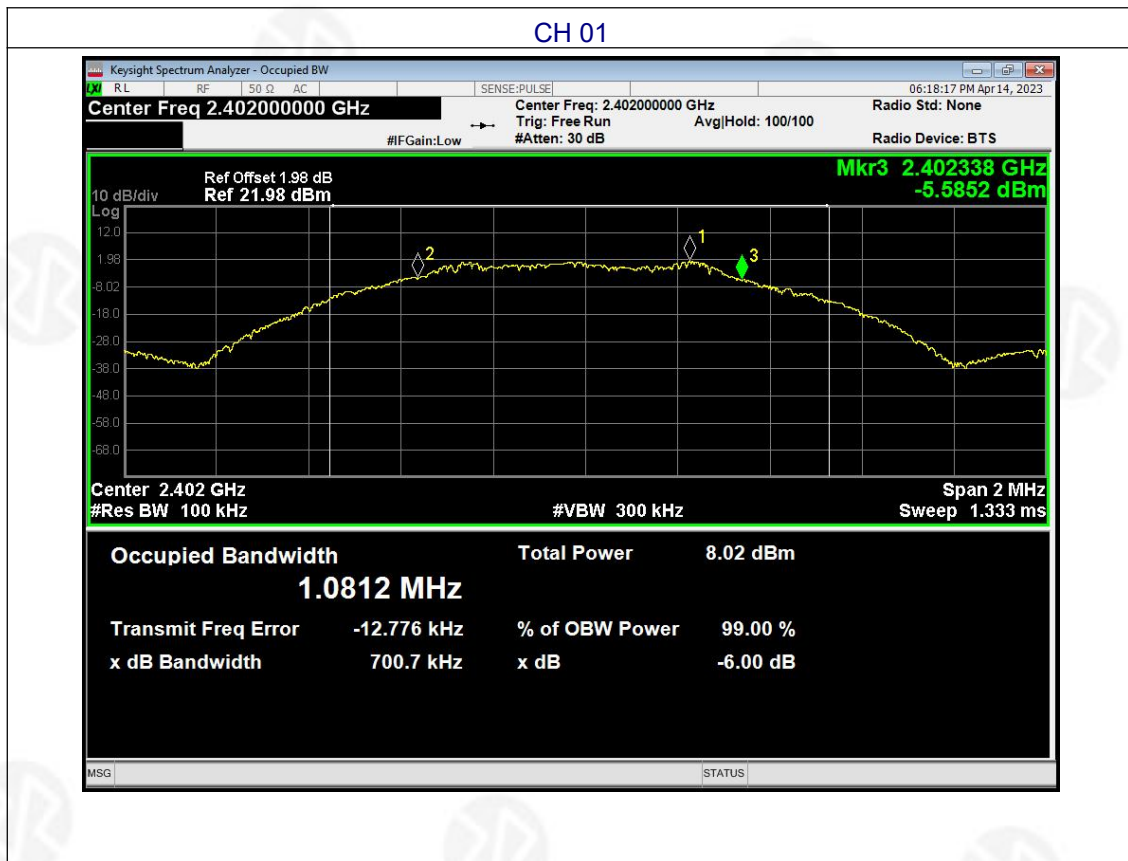 CH 01
Keysight Spectrum Analyzer - Occupied BW
LXI RL RF 50 Ω AC SENSE:PULSE 06:18:17 PM Apr 14, 2023
Center Freq 2.402000000 GHz
Center Freq: 2.402000000 GHz
Radio Std: None
Trig: Free Run Avg|Hold: 100/100
#IFGain:Low #Atten: 30 dB Radio Device: BTS
Mkr3 2.402338 GHz
-5.5852 dBm
Ref Offset 1.98 dB
10 dB/div Ref 21.98 dBm
Log
12.0
1.98
-8.02
-18.0
-28.0
-38.0
-48.0
-58.0
-68.0
2
1
3
Center 2.402 GHz Span 2 MHz
#Res BW 100 kHz #VBW 300 kHz Sweep 1.333 ms
Occupied Bandwidth Total Power 8.02 dBm
1.0812 MHz
Transmit Freq Error -12.776 kHz % of OBW Power 99.00 %
x dB Bandwidth 700.7 kHz x dB -6.00 dB
MSG STATUS